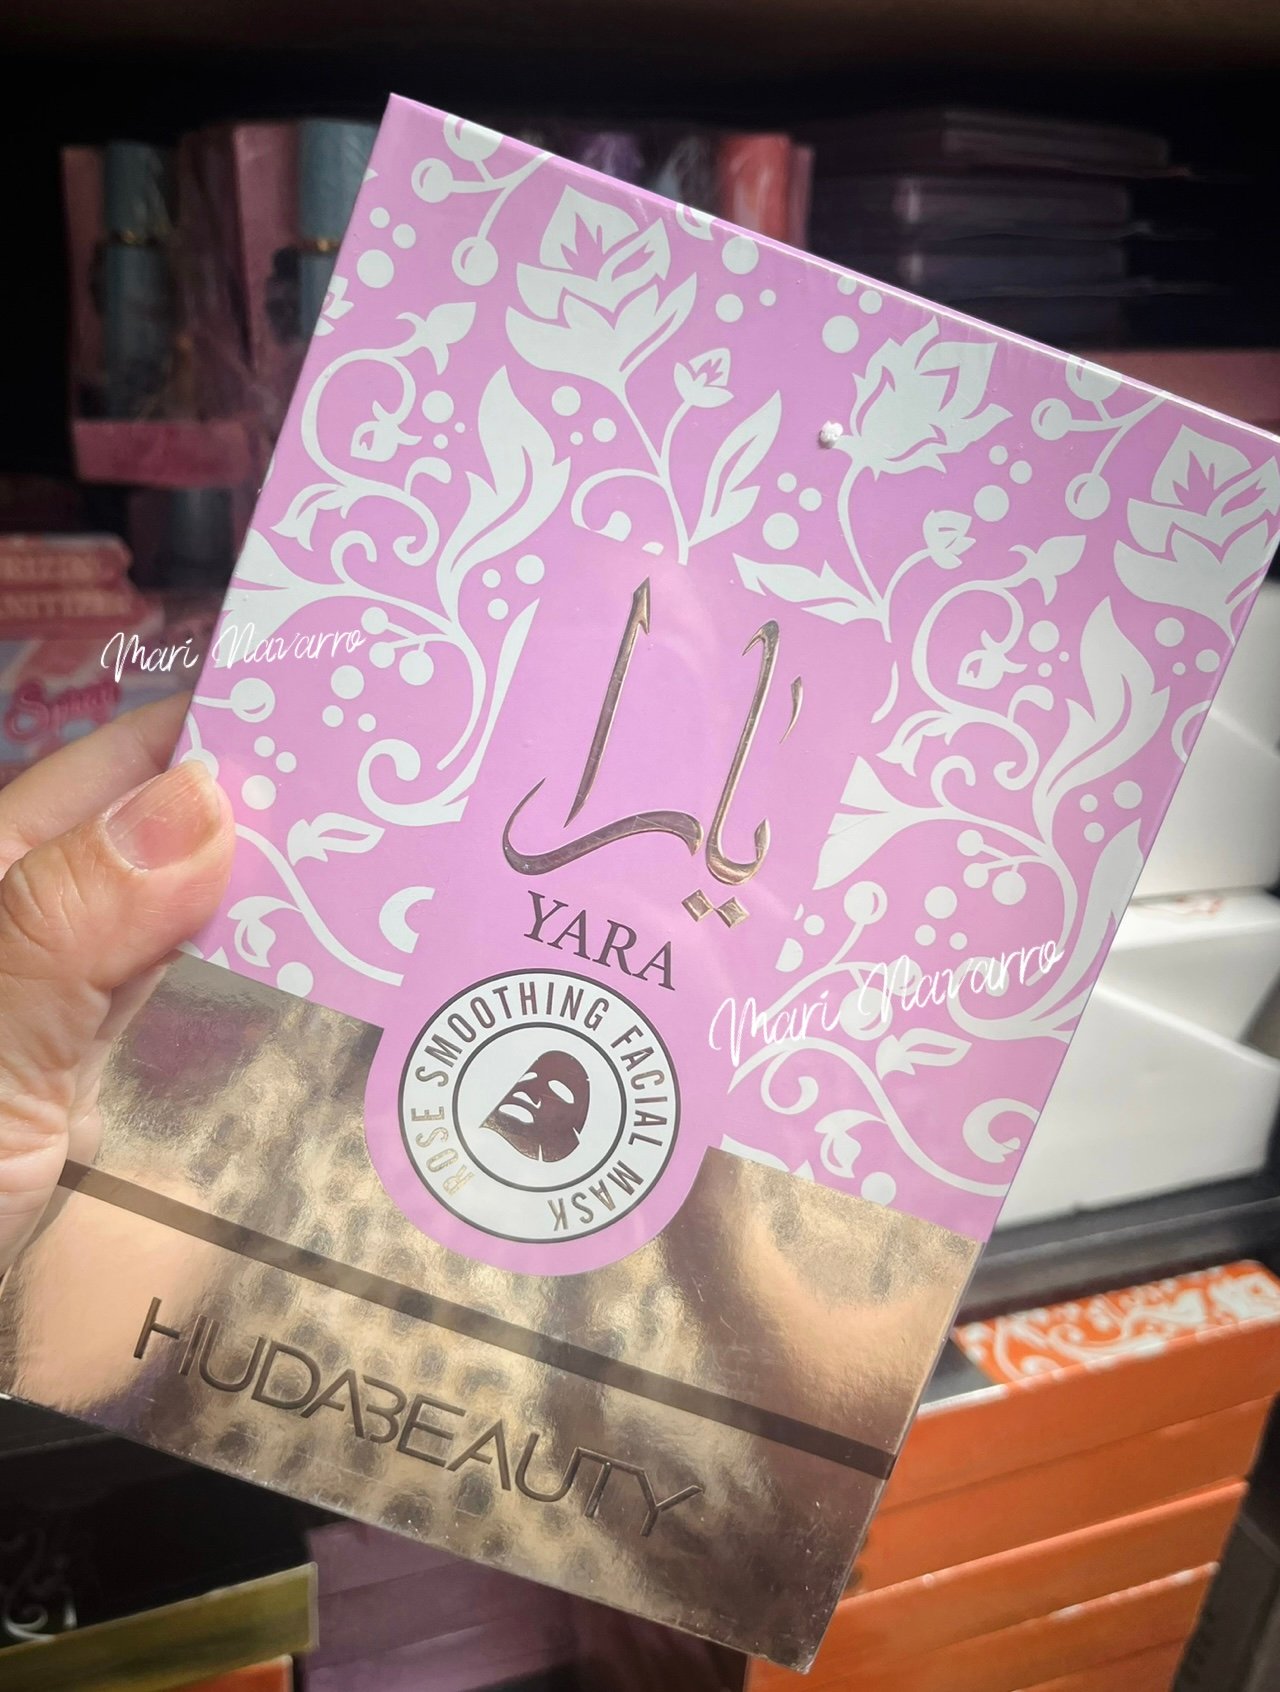 Mari Navarro
يارا
YARA
ROSE SMOOTHING FACIAL MASK
Mari Navarro
HUDABEAUTY